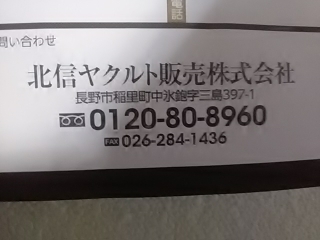 電話
問い合わせ
北信ヤクルト販売株式会社
長野市稲里町中氷鉋字三島397-1
0120-80-8960
FAX 026-284-1436